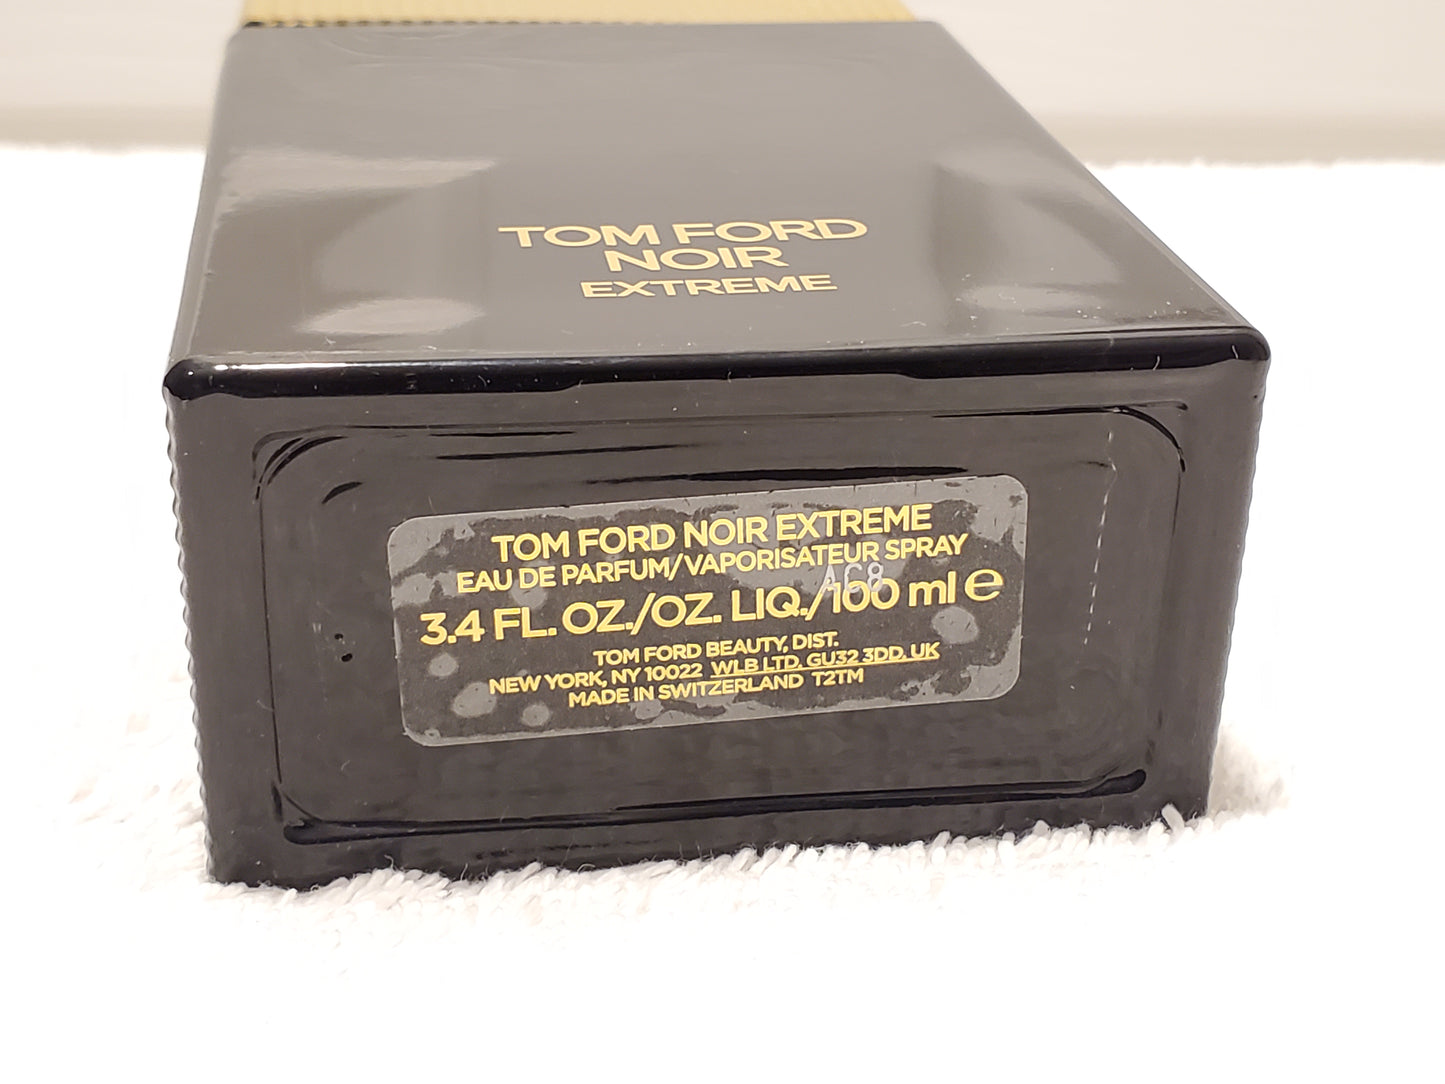 TOM FORD
NOIR
EXTREME
TOM FORD NOIR EXTREME
EAU DE PARFUM/VAPORISATEUR SPRAY
AC8
3.4 FL. OZ./OZ. LIQ./100 ml ℮
TOM FORD BEAUTY, DIST.
NEW YORK, NY 10022 WLB LTD. GU32 3DD. UK
MADE IN SWITZERLAND T2TM